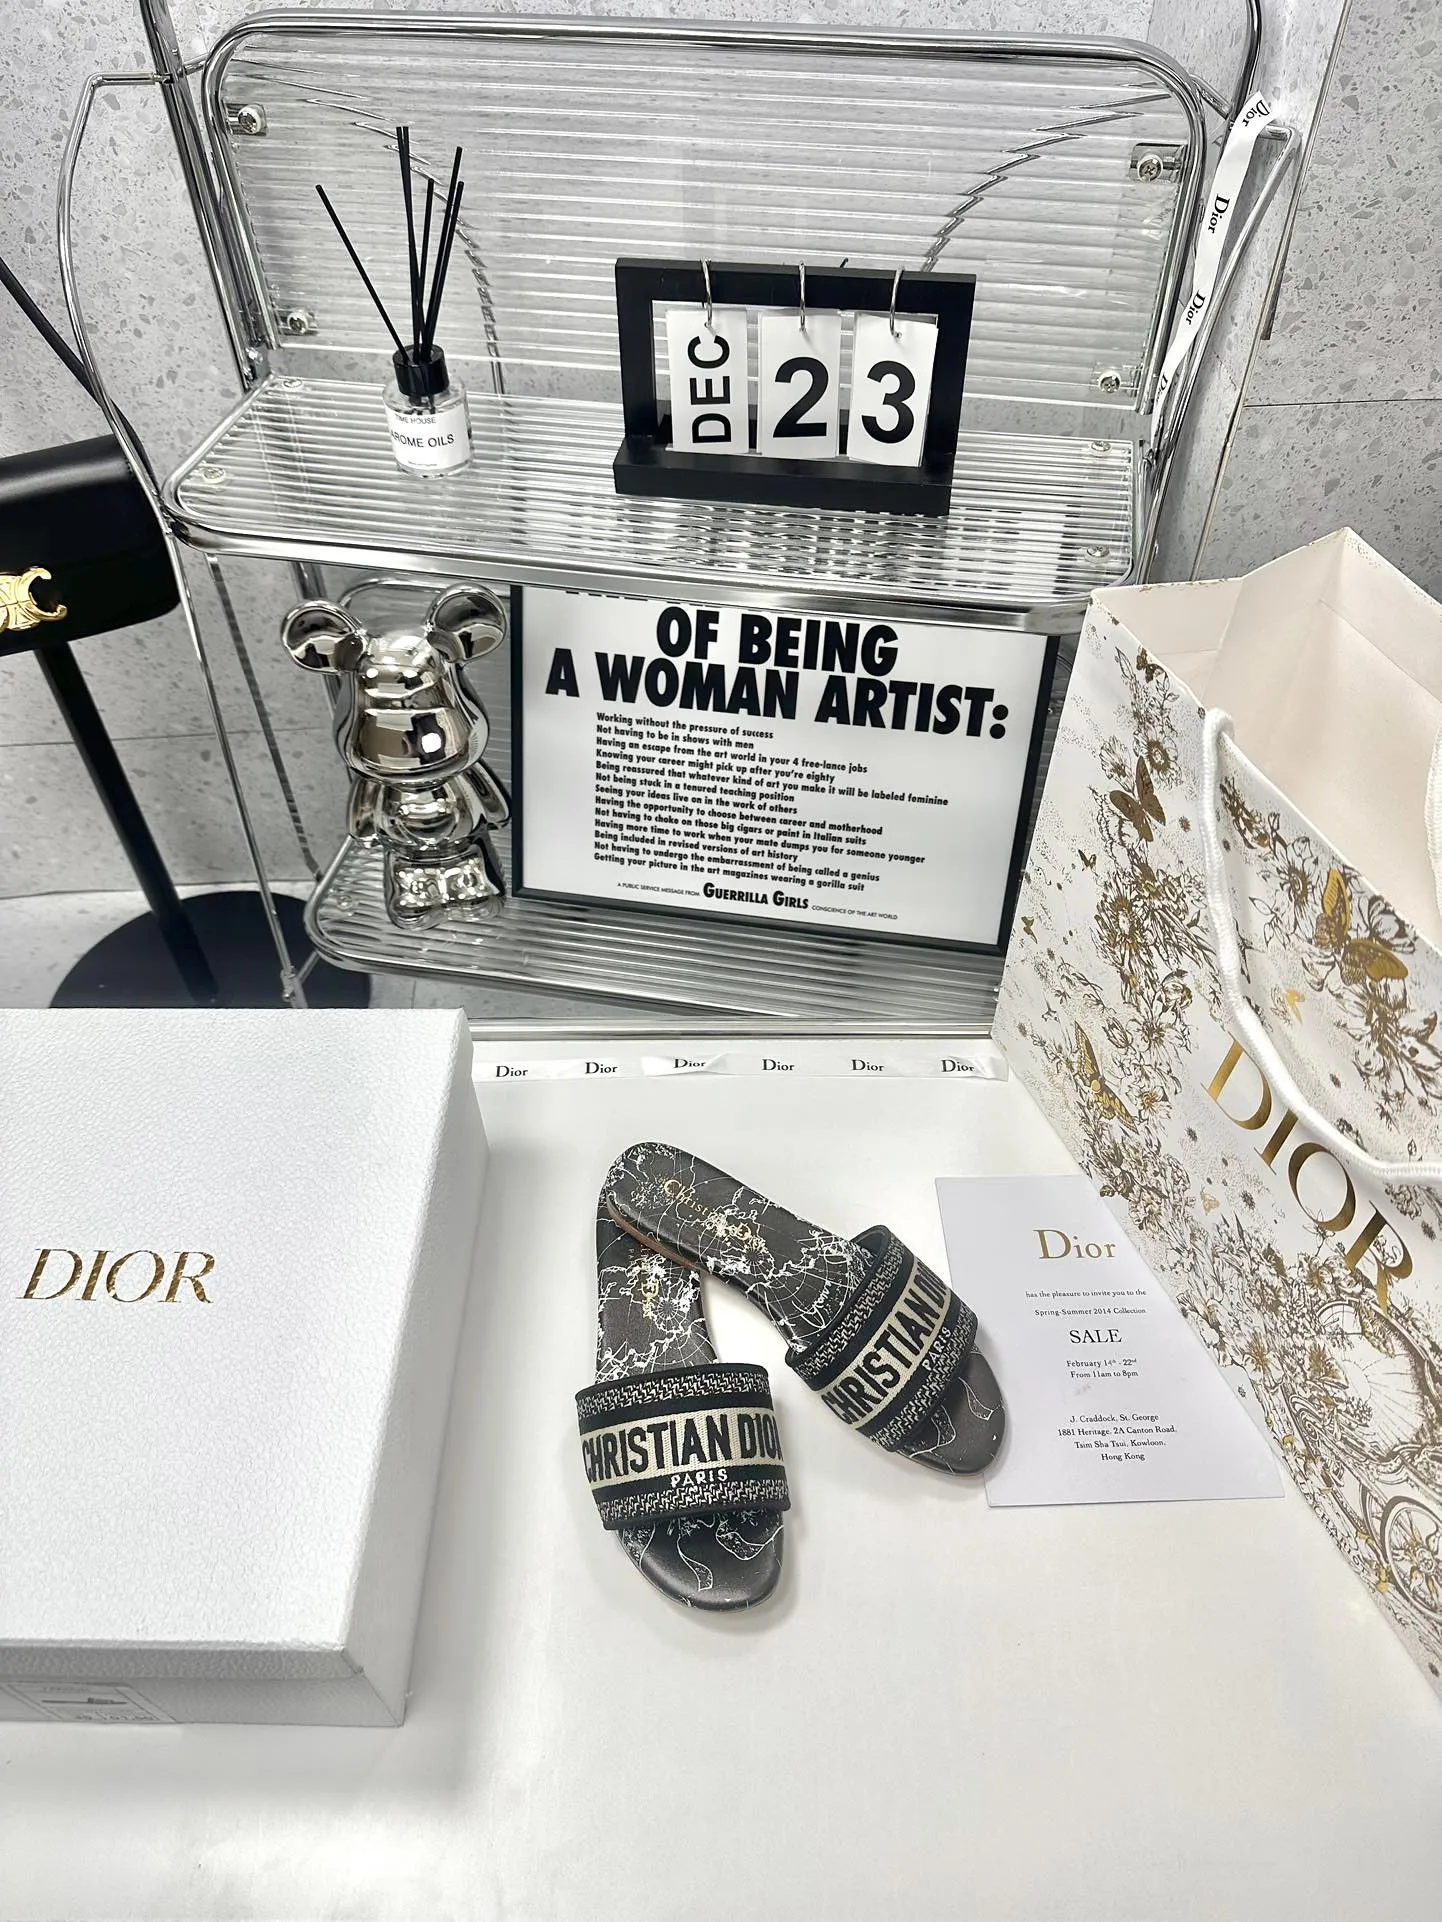 Dior
Dior
Dior
DEC
23
HOUSE
AROME OILS
OF BEING
A WOMAN ARTIST:
Working without the pressure of success
Not having to be in shows with men
Having an escape from the art world in your 4 free-lance jobs
Knowing your career might pick up after you're eighty
Being reassured that whatever kind of art you make it will be labeled feminine
Not being stuck in a tenured teaching position
Seeing your ideas live on in the work of others
Having the opportunity to choose between career and motherhood
Not having to choke on those big cigars or paint in Italian suits
Having more time to work when your mate dumps you for someone younger
Being included in revised versions of art history
Not having to undergo the embarrassment of being called a genius
Getting your picture in the art magazines wearing a gorilla suit
A PUBLIC SERVICE MESSAGE FROM GUERRILLA GIRLS CONSCIENCE OF THE ART WORLD
Dior Dior Dior Dior Dior Dior
DIOR
DIOR
CHRISTIAN DIOR
PARIS
CHRISTIAN DIOR
PARIS
Dior
has the pleasure to invite you to the
Spring-Summer 2014 Collection
SALE
February 14th - 22nd
From 11am to 8pm
J. Craddock, St. George
1881 Heritage, 2A Canton Road,
Tsim Sha Tsui, Kowloon,
Hong Kong